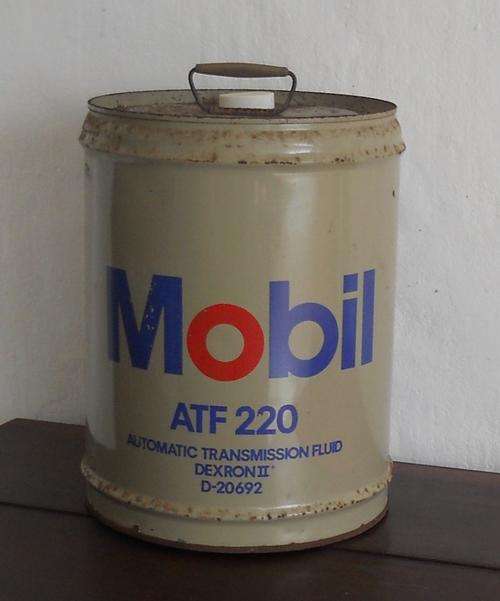 Mobil
ATF 220
AUTOMATIC TRANSMISSION FLUID
DEXRON II
D-20692